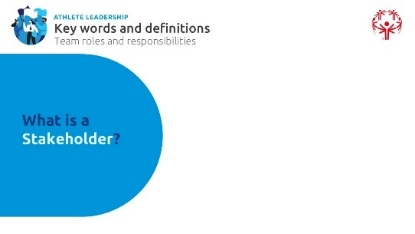 ATHLETE LEADERSHIP
Key words and definitions
Team roles and responsibilities
What is a
Stakeholder?